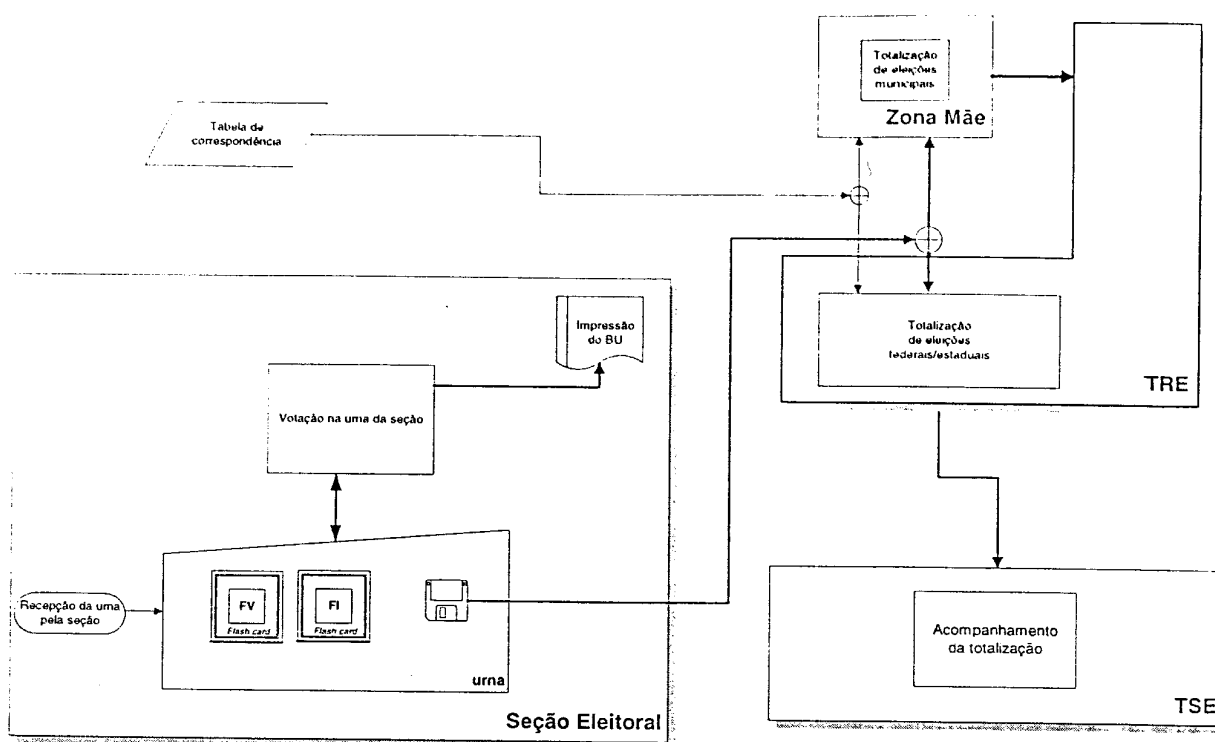 Totalização
de eleições
municipais
Zona Mãe
Tabela de
correspondência
Impressão
do BU
Totalização
de eleições
federais/estaduais
TRE
Votação na uma da seção
Recepção da uma
pela seção
FV
Flash card
FI
Flash card
urna
Seção Eleitoral
Acompanhamento
da totalização
TSE